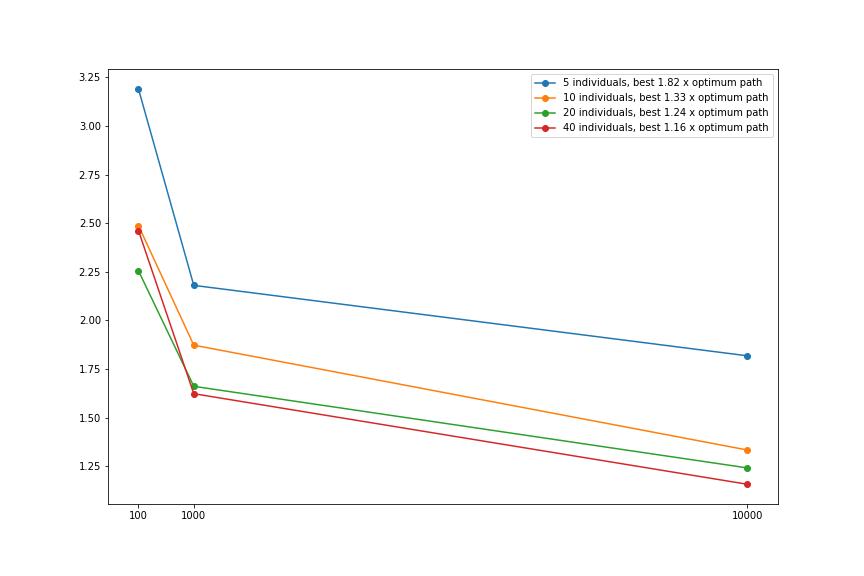 3.25
3.00
2.75
2.50
2.25
2.00
1.75
1.50
1.25
100 1000 10000
5 individuals, best 1.82 x optimum path
10 individuals, best 1.33 x optimum path
20 individuals, best 1.24 x optimum path
40 individuals, best 1.16 x optimum path